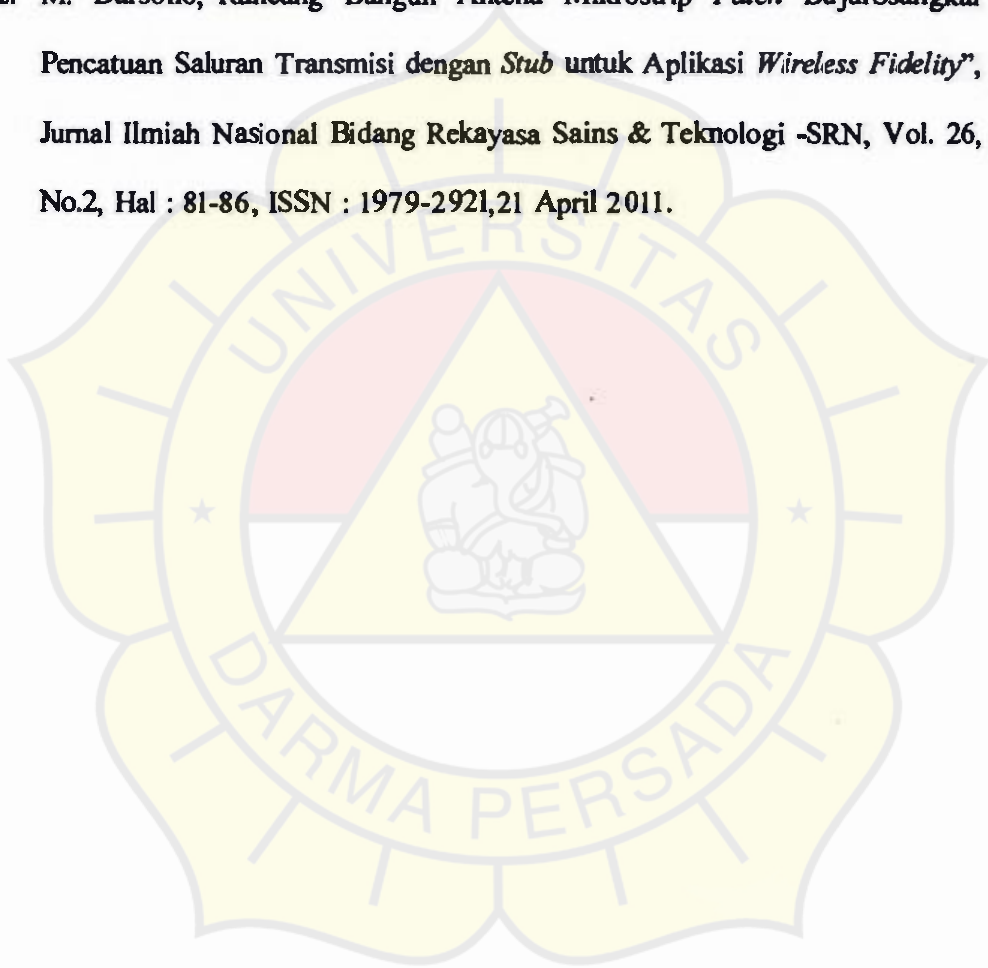 M. Darsono, Rancang Bangun Antena Mikrostrip Patch Bujursangkar
Pencatuan Saluran Transmisi dengan Stub untuk Aplikasi Wireless Fidelity”,
Jurnal Ilmiah Nasional Bidang Rekayasa Sains & Teknologi -SRN, Vol. 26,
No.2, Hal : 81-86, ISSN : 1979-2921,21 April 2011.
UNIVERSITAS
DARMA PERSADA